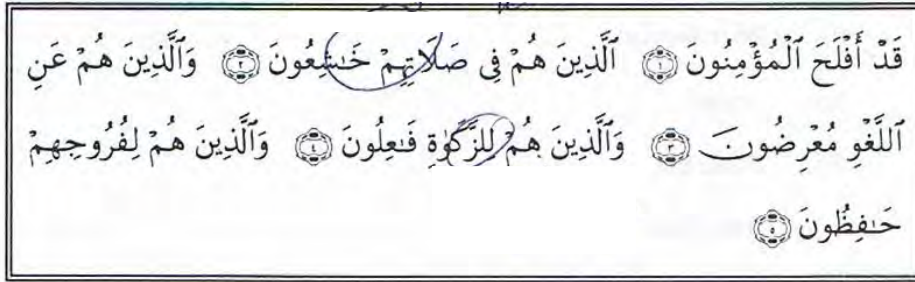 قَدْ أَفْلَحَ ٱلْمُؤْمِنُونَ ١ ٱلَّذِينَ هُمْ فِى صَلَاتِهِمْ خَـٰشِعُونَ ٢ وَٱلَّذِينَ هُمْ عَنِ
ٱللَّغْوِ مُعْرِضُونَ ٣ وَٱلَّذِينَ هُمْ لِلزَّكَوٰةِ فَـٰعِلُونَ ٤ وَٱلَّذِينَ هُمْ لِفُرُوجِهِمْ
حَـٰفِظُونَ ٥